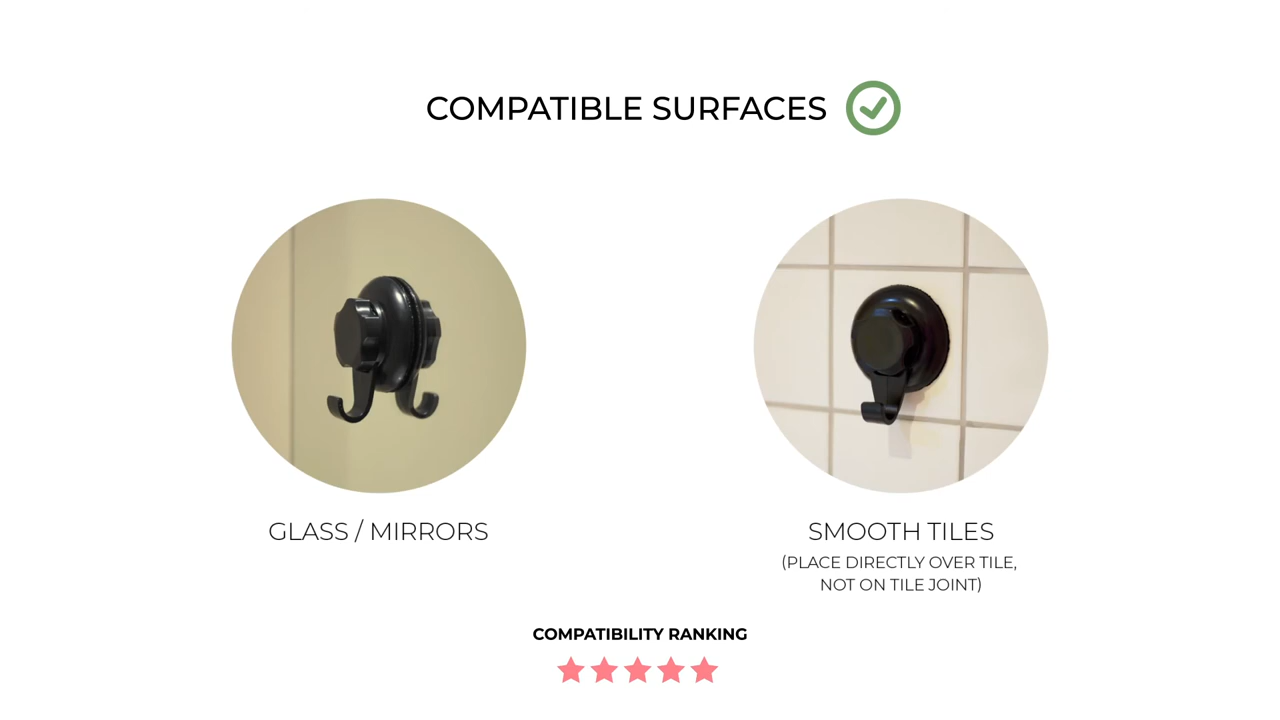 COMPATIBLE SURFACES
GLASS / MIRRORS
SMOOTH TILES
(PLACE DIRECTLY OVER TILE,
NOT ON TILE JOINT)
COMPATIBILITY RANKING